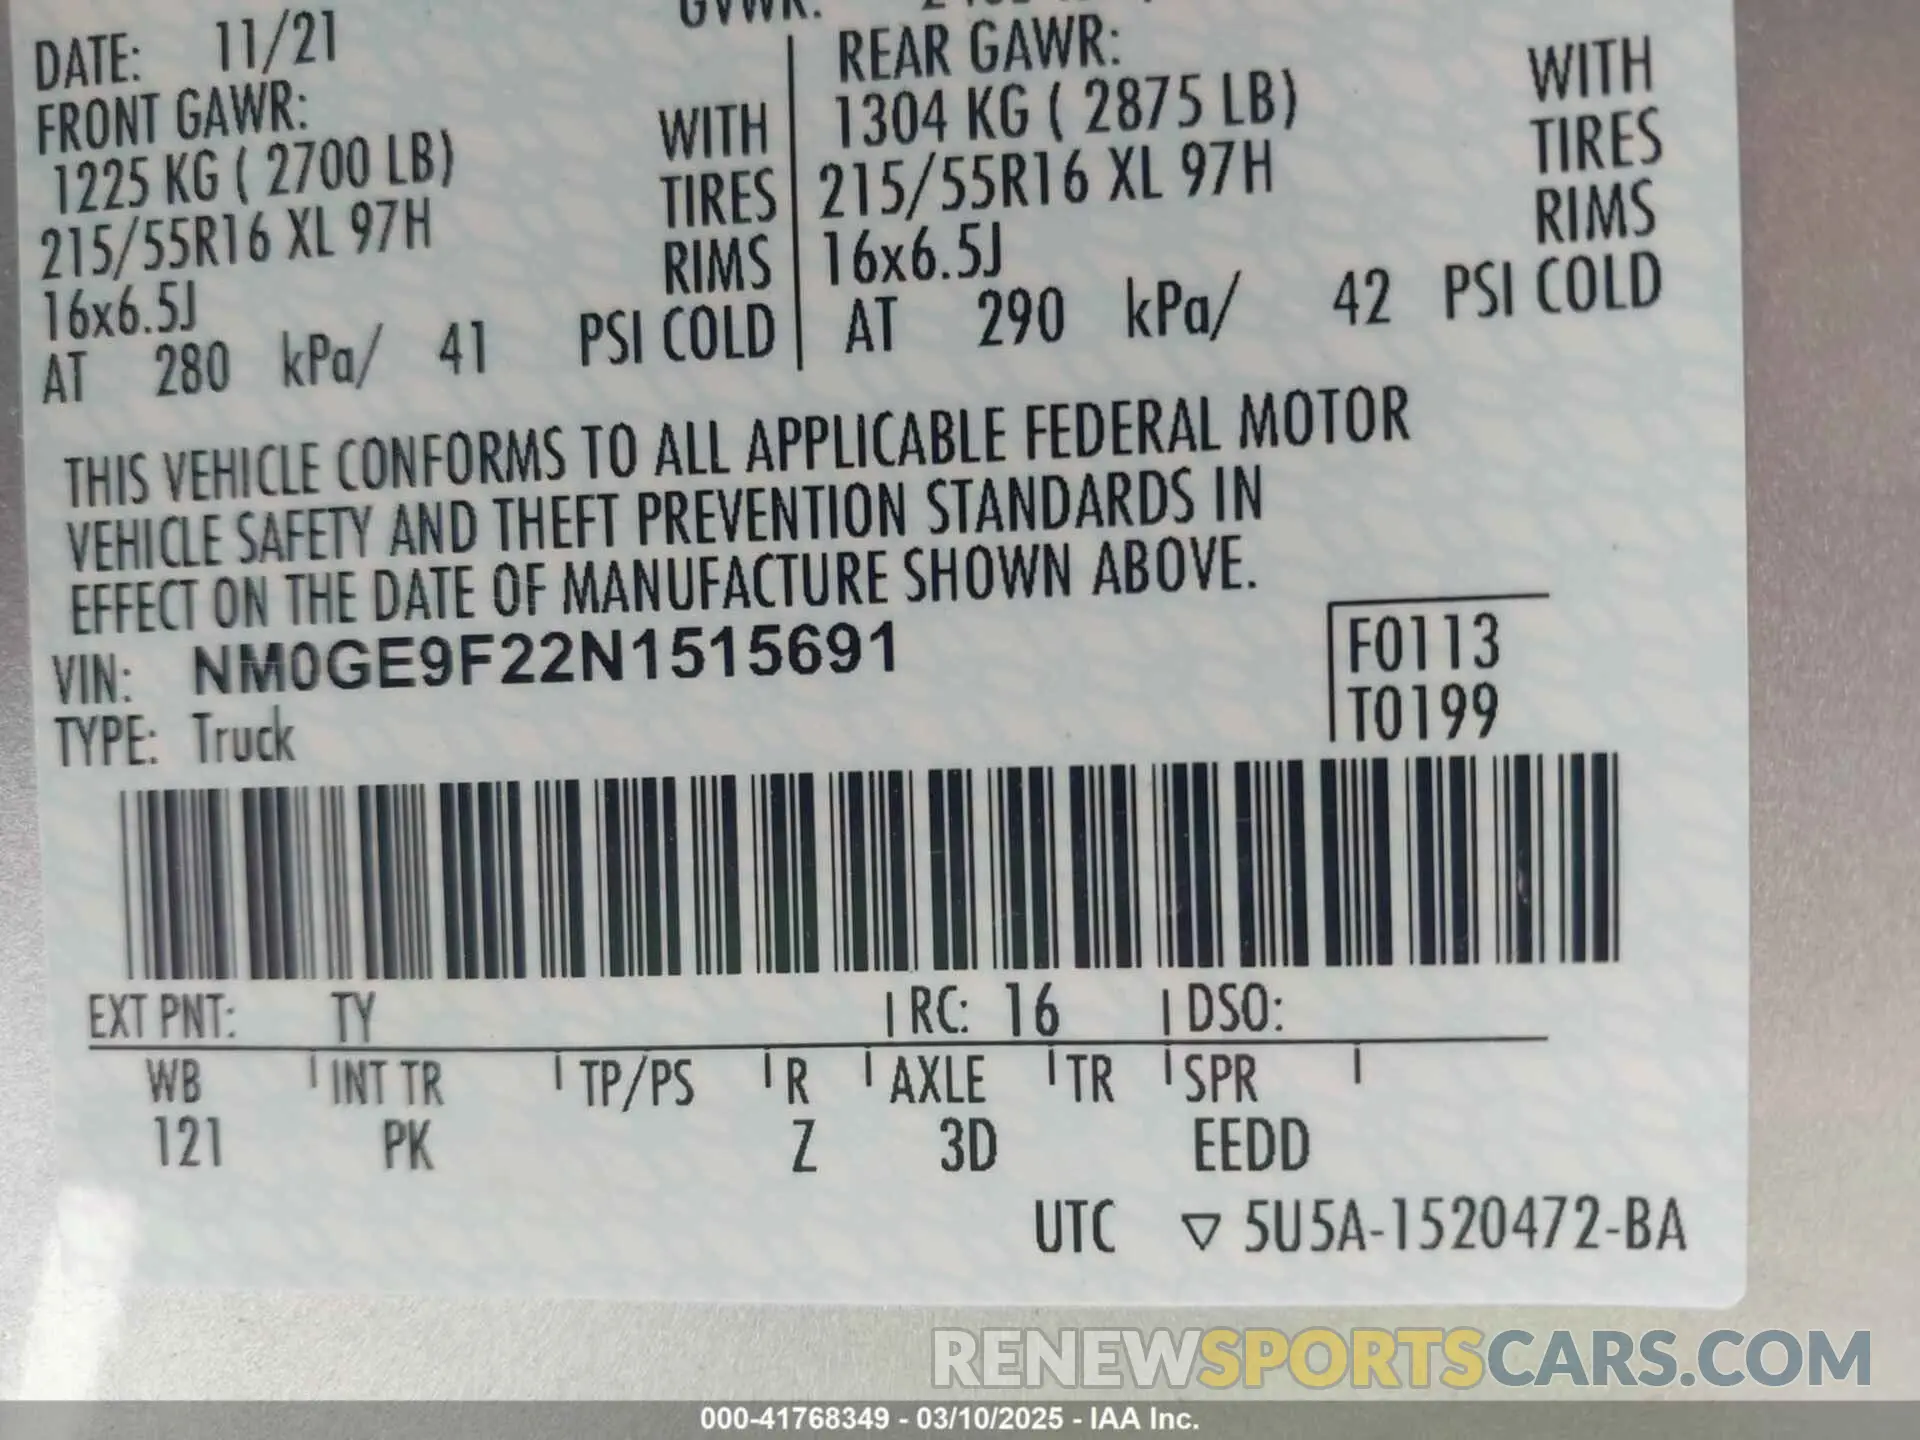 GVWR:
DATE: 11/21
FRONT GAWR:
1225 KG ( 2700 LB)
215/55R16 XL 97H
16x6.5J
AT 280 kPa/ 41 PSI COLD
WITH
TIRES
RIMS
REAR GAWR:
1304 KG ( 2875 LB)
215/55R16 XL 97H
16x6.5J
AT 290 kPa/ 42 PSI COLD
WITH
TIRES
RIMS
THIS VEHICLE CONFORMS TO ALL APPLICABLE FEDERAL MOTOR
VEHICLE SAFETY AND THEFT PREVENTION STANDARDS IN
EFFECT ON THE DATE OF MANUFACTURE SHOWN ABOVE.
VIN: NM0GE9F22N1515691
TYPE: Truck
F0113
T0199
EXT PNT: TY RC: 16 DSO:
WB INT TR TP/PS R AXLE TR SPR
121 PK Z 3D EEDD
UTC ▽ 5U5A-1520472-BA
RENEWSPORTSCARS.COM
000-41768349 - 03/10/2025 - IAA Inc.